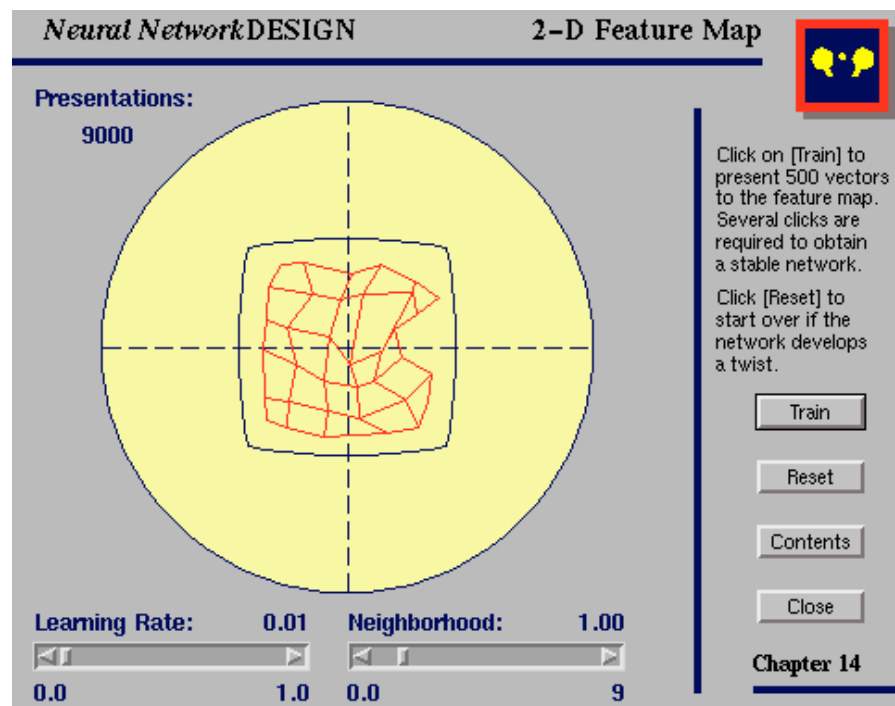 Neural Network DESIGN
2-D Feature Map
Presentations:
9000
Click on [Train] to
present 500 vectors
to the feature map.
Several clicks are
required to obtain
a stable network.
Click [Reset] to
start over if the
network develops
a twist.
Train
Reset
Contents
Close
Learning Rate: 0.01
0.0 1.0
Neighborhood: 1.00
0.0 9
Chapter 14